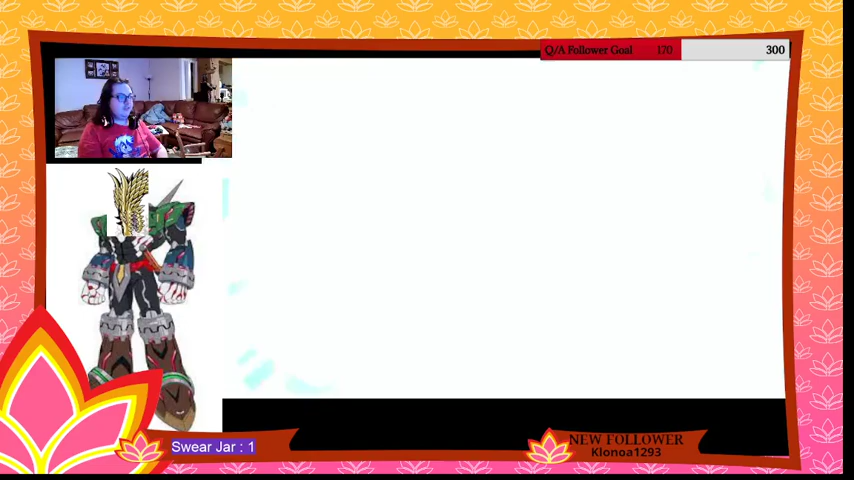 Q/A Follower Goal 170 300
Swear Jar : 1
NEW FOLLOWER
Klonoa1293